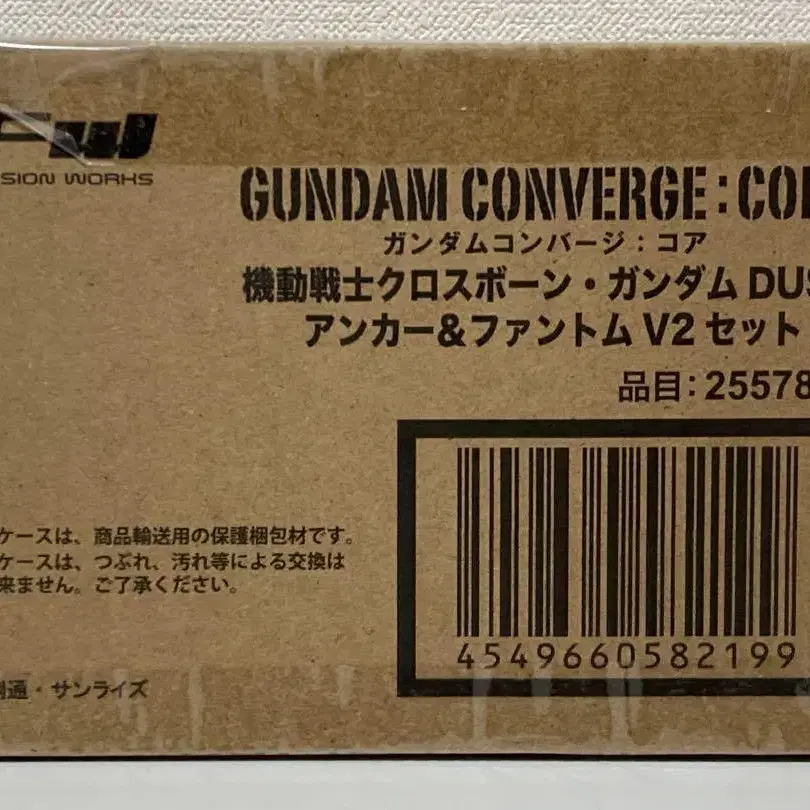 FW
SION WORKS
GUNDAM CONVERGE : COR
ガンダムコンバージ : コア
機動戦士クロスボーン・ガンダム DUS
アンカー&ファントム V2 セット
品目 : 25578
ケースは、商品輸送用の保護梱包材です。
ケースは、つぶれ、汚れ等による交換は
来ません。ご了承ください。
4549660582199
創通・サンライズ